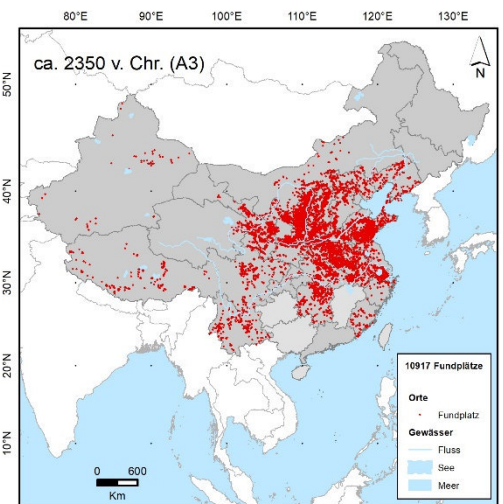 80°E 90°E 100°E 110°E 120°E 130°E
ca. 2350 v. Chr. (A3)
N
50°N
40°N
30°N
20°N
10°N
10917 Fundplätze
Orte
Fundplatz
Gewässer
Fluss
See
Meer
0 600
Km